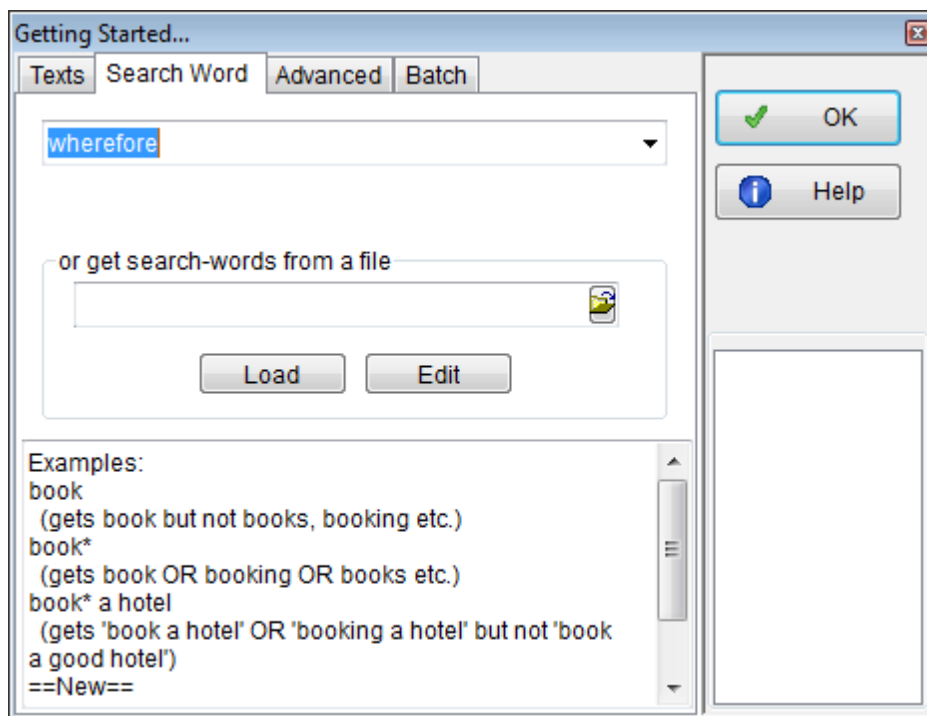 Getting Started...
Texts
Search Word
Advanced
Batch
wherefore
OK
Help
or get search-words from a file
Load
Edit
Examples:
book
(gets book but not books, booking etc.)
book*
(gets book OR booking OR books etc.)
book* a hotel
(gets 'book a hotel' OR 'booking a hotel' but not 'book
a good hotel')
==New==